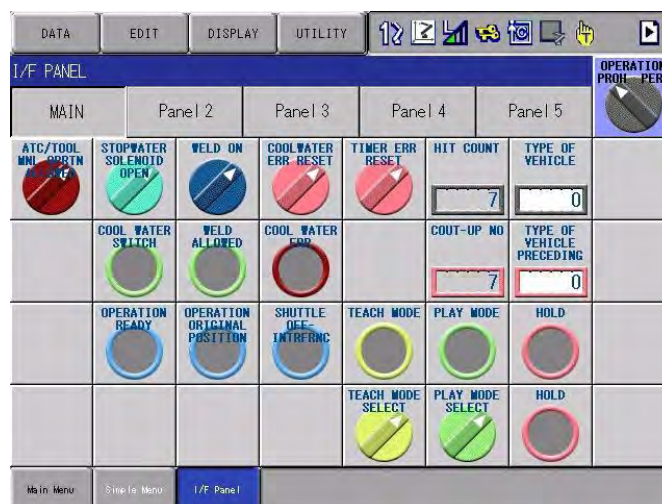 DATA EDIT DISPLAY UTILITY
I/F PANEL
OPERATION
PROH PER
MAIN Panel 2 Panel 3 Panel 4 Panel 5
ATC/TOOL
MNL OPRTN
ALLOWED
STOPWATER
SOLENOID
OPEN
WELD ON
COOLWATER
ERR RESET
TIMER ERR
RESET
HIT COUNT
7
TYPE OF
VEHICLE
0
COOL WATER
SWITCH
WELD
ALLOWED
COOL WATER
ERR
COUT-UP NO
7
TYPE OF
VEHICLE
PRECEDING
0
OPERATION
READY
OPERATION
ORIGINAL
POSITION
SHUTTLE
OFF-
INTRFRNC
TEACH MODE
PLAY MODE
HOLD
TEACH MODE
SELECT
PLAY MODE
SELECT
HOLD
Main Menu Simple Menu I/F Panel